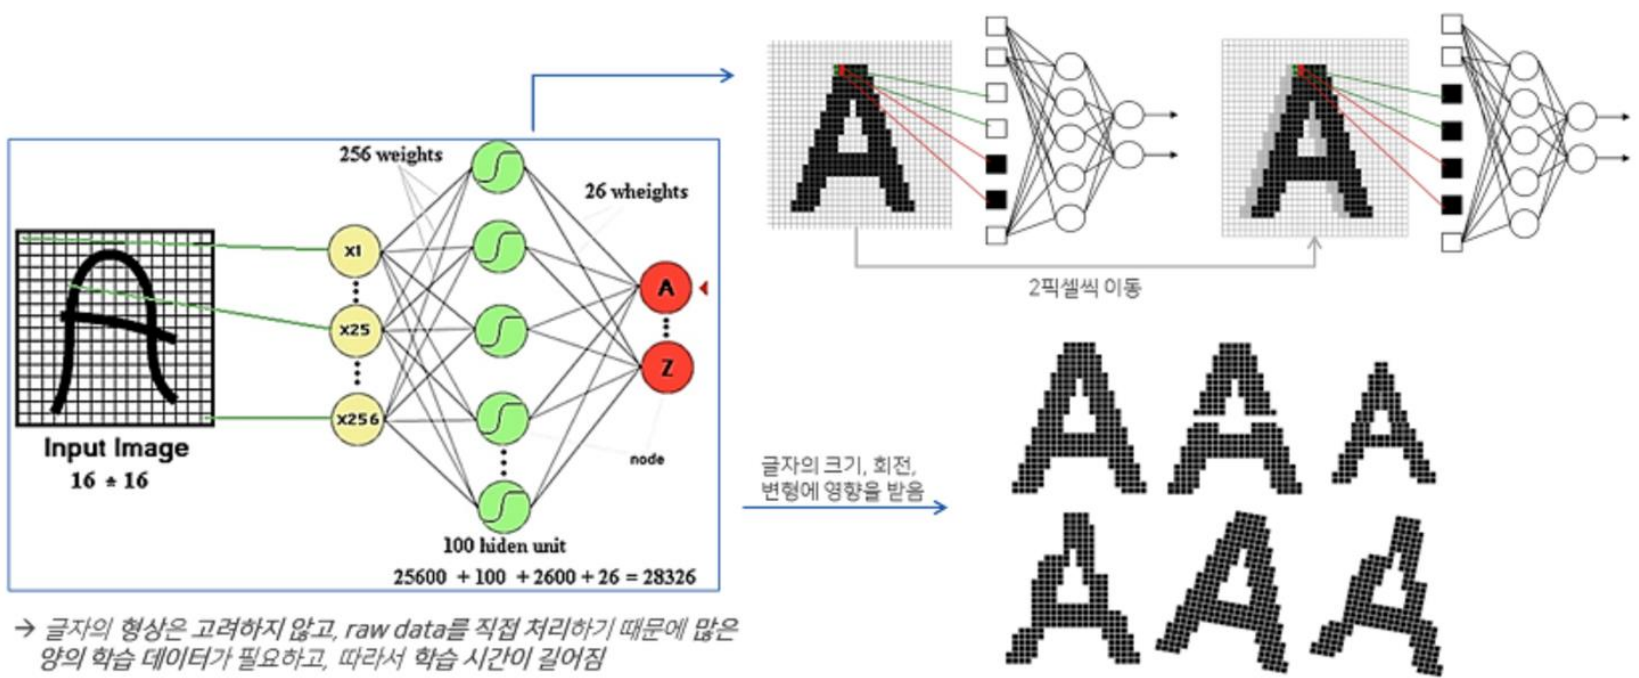 256 weights
26 wheights
x1
x25
x256
A
Z
Input Image
16 * 16
node
100 hiden unit
25600 + 100 + 2600 + 26 = 28326
→ 글자의 형상은 고려하지 않고, raw data를 직접 처리하기 때문에 많은
양의 학습 데이터가 필요하고, 따라서 학습 시간이 길어짐
2픽셀씩 이동
글자의 크기, 회전,
변형에 영향을 받음